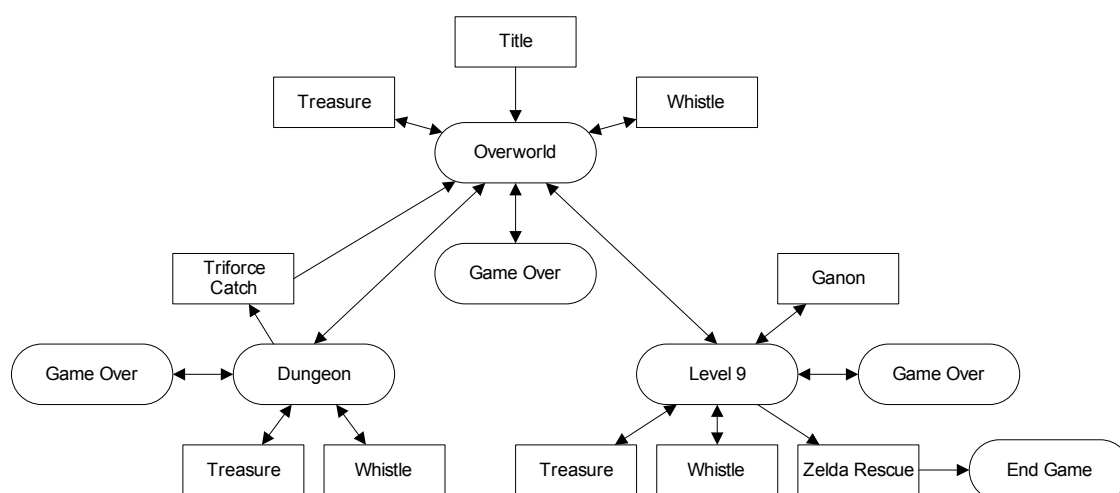 Title
Treasure
Whistle
Overworld
Game Over
Triforce
Catch
Ganon
Game Over
Dungeon
Level 9
Game Over
Treasure
Whistle
Treasure
Whistle
Zelda Rescue
End Game